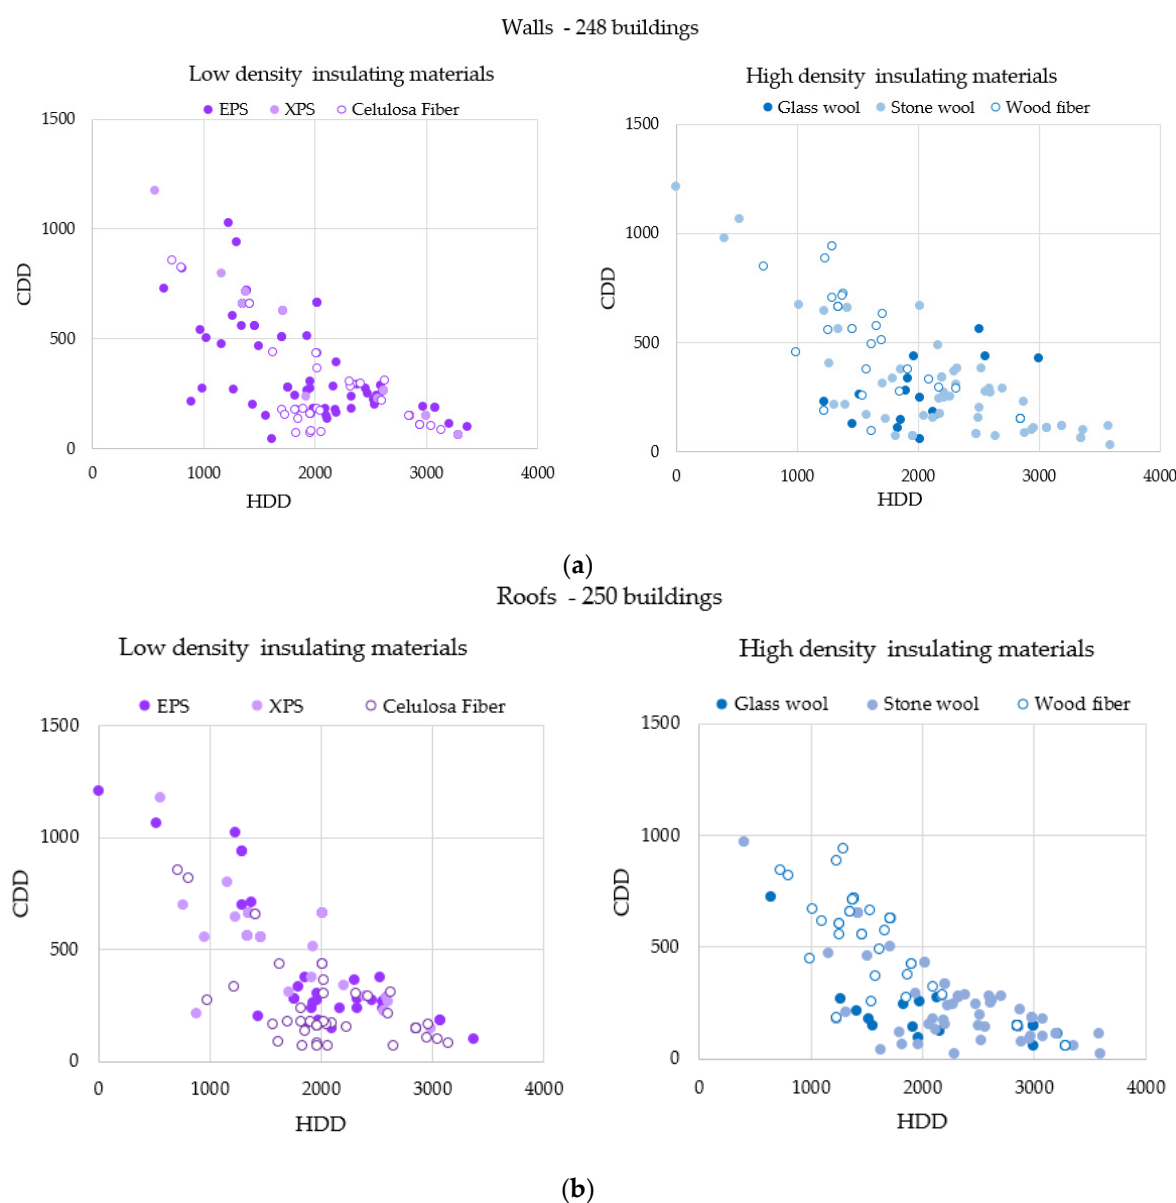 Walls - 248 buildings
Low density insulating materials
EPS XPS Celulosa Fiber
1500
1000
500
0
0 1000 2000 3000 4000
CDD
HDD
High density insulating materials
Glass wool Stone wool Wood fiber
1500
1000
500
0
0 1000 2000 3000 4000
CDD
HDD
(a)
Roofs - 250 buildings
Low density insulating materials
EPS XPS Celulosa Fiber
1500
1000
500
0
0 1000 2000 3000 4000
CDD
HDD
High density insulating materials
Glass wool Stone wool Wood fiber
1500
1000
500
0
0 1000 2000 3000 4000
CDD
HDD
(b)